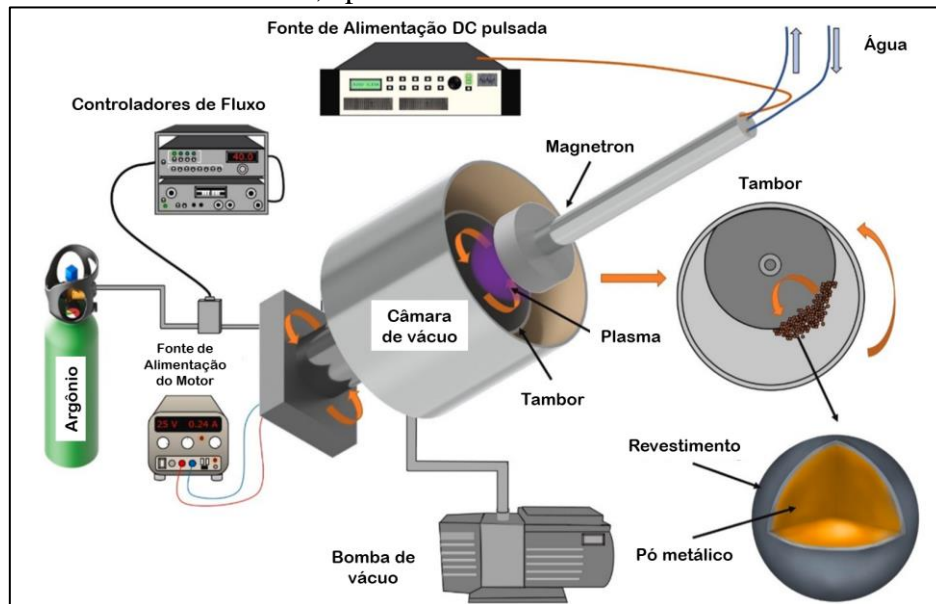 Fonte de Alimentação DC pulsada
Água
Controladores de Fluxo
40.0
Magnetron
Tambor
Câmara
de vácuo
Plasma
Fonte de
Alimentação
do Motor
Argônio
Tambor
25 V 0.24 A
Revestimento
Pó metálico
Bomba de
vácuo